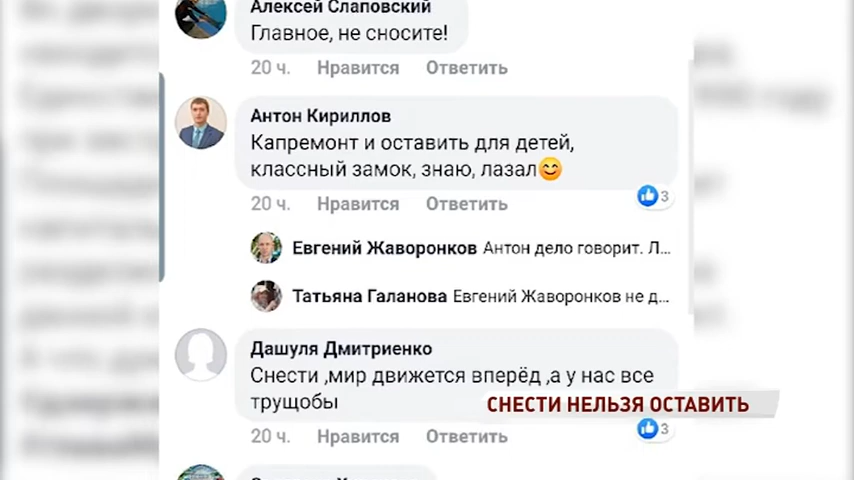 Алексей Слаповский
Главное, не сносите!
20 ч. Нравится Ответить
Антон Кириллов
Капремонт и оставить для детей,
классный замок, знаю, лазал😊
3
20 ч. Нравится Ответить
Евгений Жаворонков Антон дело говорит. Л...
Татьяна Галанова Евгений Жаворонков не д...
Дашуля Дмитриенко
Снести ,мир движется вперёд ,а у нас все
трущобы
СНЕСТИ НЕЛЬЗЯ ОСТАВИТЬ
3
20 ч. Нравится Ответить